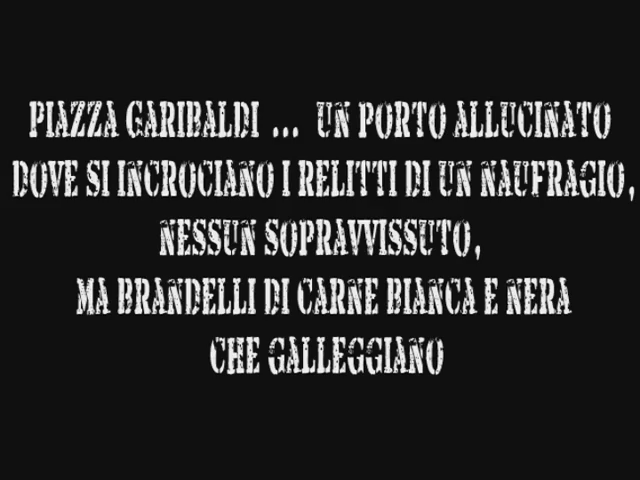 PIAZZA GARIBALDI ... UN PORTO ALLUCINATO
DOVE SI INCROCIANO I RELITTI DI UN NAUFRAGIO,
NESSUN SOPRAVVISSUTO,
MA BRANDELLI DI CARNE BIANCA E NERA
CHE GALLEGGIANO